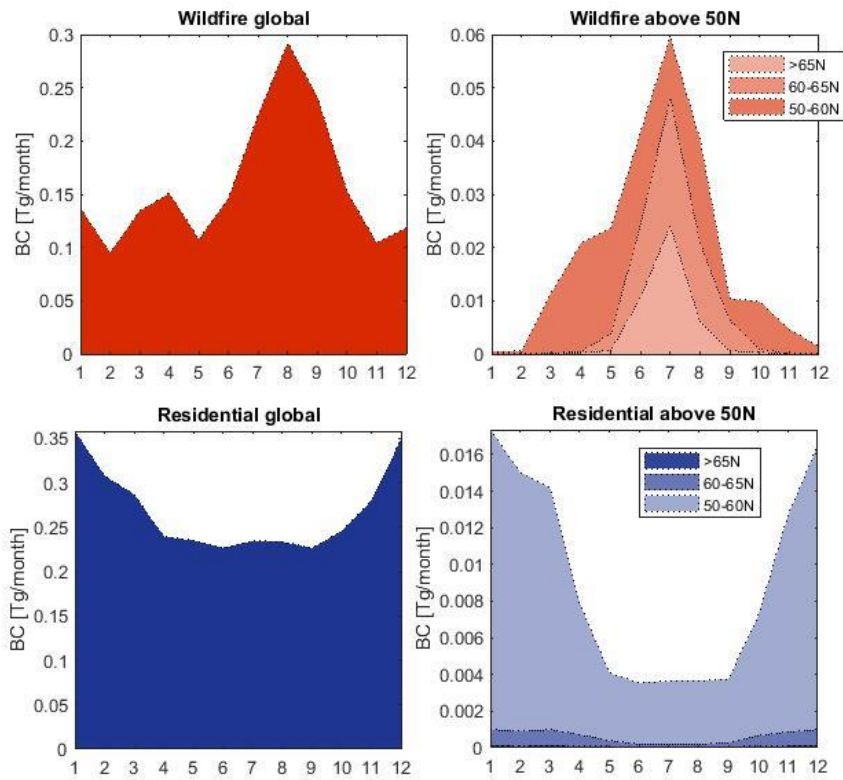 Wildfire global
BC [Tg/month]
0.3
0.25
0.2
0.15
0.1
0.05
0
1 2 3 4 5 6 7 8 9 10 11 12
Wildfire above 50N
BC [Tg/month]
0.06
0.05
0.04
0.03
0.02
0.01
0
>65N
60-65N
50-60N
1 2 3 4 5 6 7 8 9 10 11 12
Residential global
BC [Tg/month]
0.35
0.3
0.25
0.2
0.15
0.1
0.05
0
1 2 3 4 5 6 7 8 9 10 11 12
Residential above 50N
BC [Tg/month]
0.016
0.014
0.012
0.01
0.008
0.006
0.004
0.002
0
>65N
60-65N
50-60N
1 2 3 4 5 6 7 8 9 10 11 12